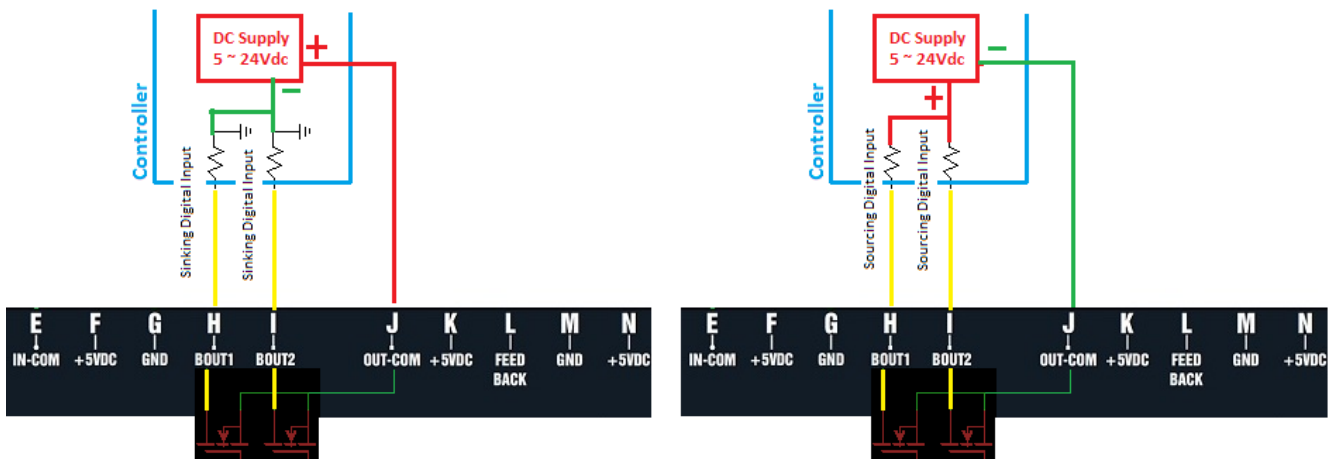 DC Supply
5 ~ 24Vdc
+
−
Controller
Sinking Digital Input
Sinking Digital Input
E F G H I J K L M N
IN-COM +5VDC GND BOUT1 BOUT2 OUT-COM +5VDC FEED GND +5VDC
BACK
DC Supply
5 ~ 24Vdc
−
+
Controller
Sourcing Digital Input
Sourcing Digital Input
E F G H I J K L M N
IN-COM +5VDC GND BOUT1 BOUT2 OUT-COM +5VDC FEED GND +5VDC
BACK